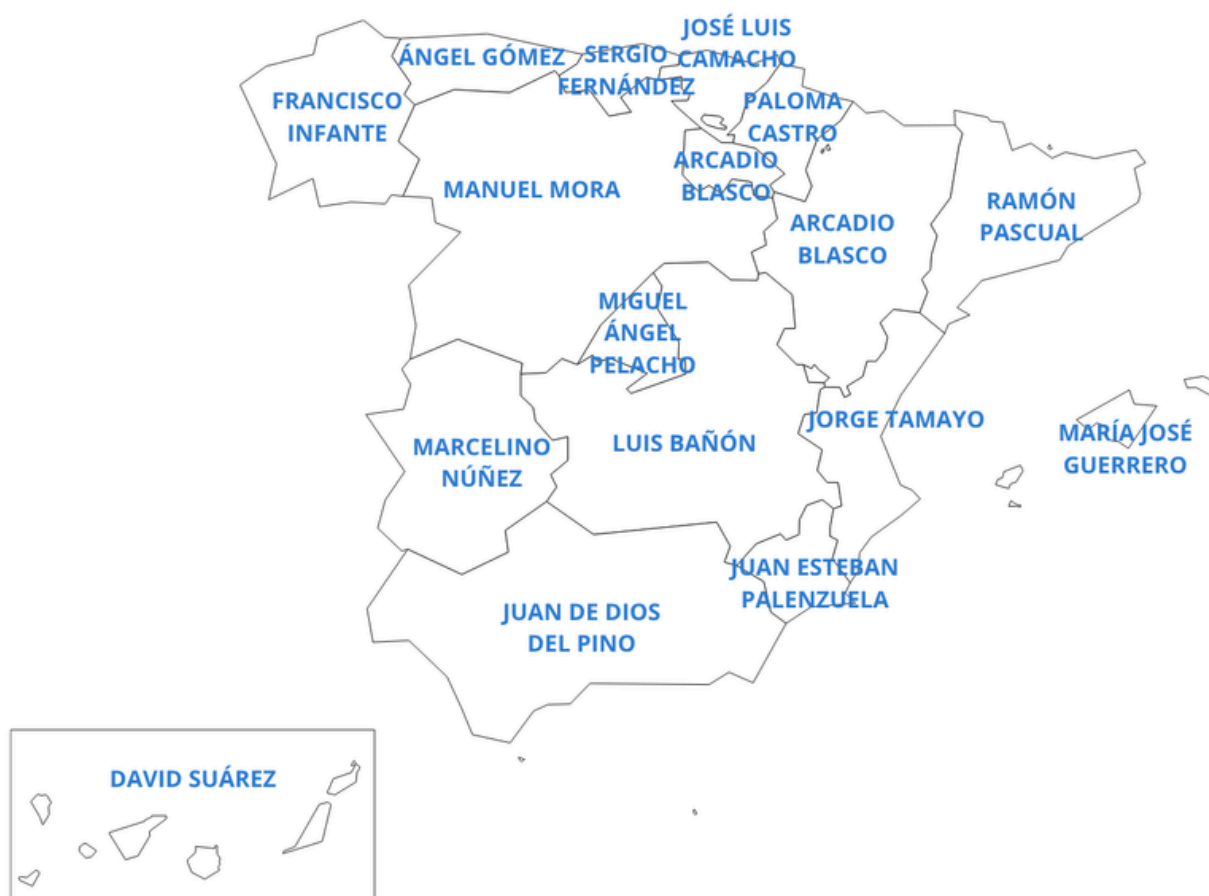 JOSÉ LUIS
CAMACHO
ÁNGEL GÓMEZ
SERGIO
FERNÁNDEZ
FRANCISCO
INFANTE
PALOMA
CASTRO
ARCADIO
BLASCO
MANUEL MORA
ARCADIO
BLASCO
RAMÓN
PASCUAL
MIGUEL
ÁNGEL
PELACHO
JORGE TAMAYO
MARÍA JOSÉ
GUERRERO
MARCELINO
NÚÑEZ
LUIS BAÑÓN
JUAN ESTEBAN
PALENZUELA
JUAN DE DIOS
DEL PINO
DAVID SUÁREZ